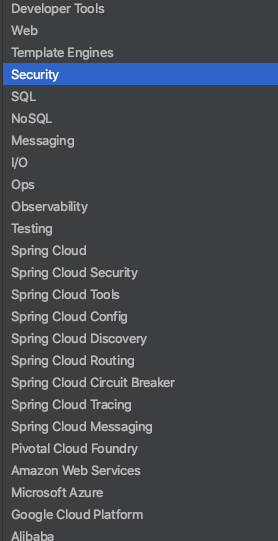 Developer Tools
Web
Template Engines
Security
SQL
NoSQL
Messaging
I/O
Ops
Observability
Testing
Spring Cloud
Spring Cloud Security
Spring Cloud Tools
Spring Cloud Config
Spring Cloud Discovery
Spring Cloud Routing
Spring Cloud Circuit Breaker
Spring Cloud Tracing
Spring Cloud Messaging
Pivotal Cloud Foundry
Amazon Web Services
Microsoft Azure
Google Cloud Platform
Alibaba